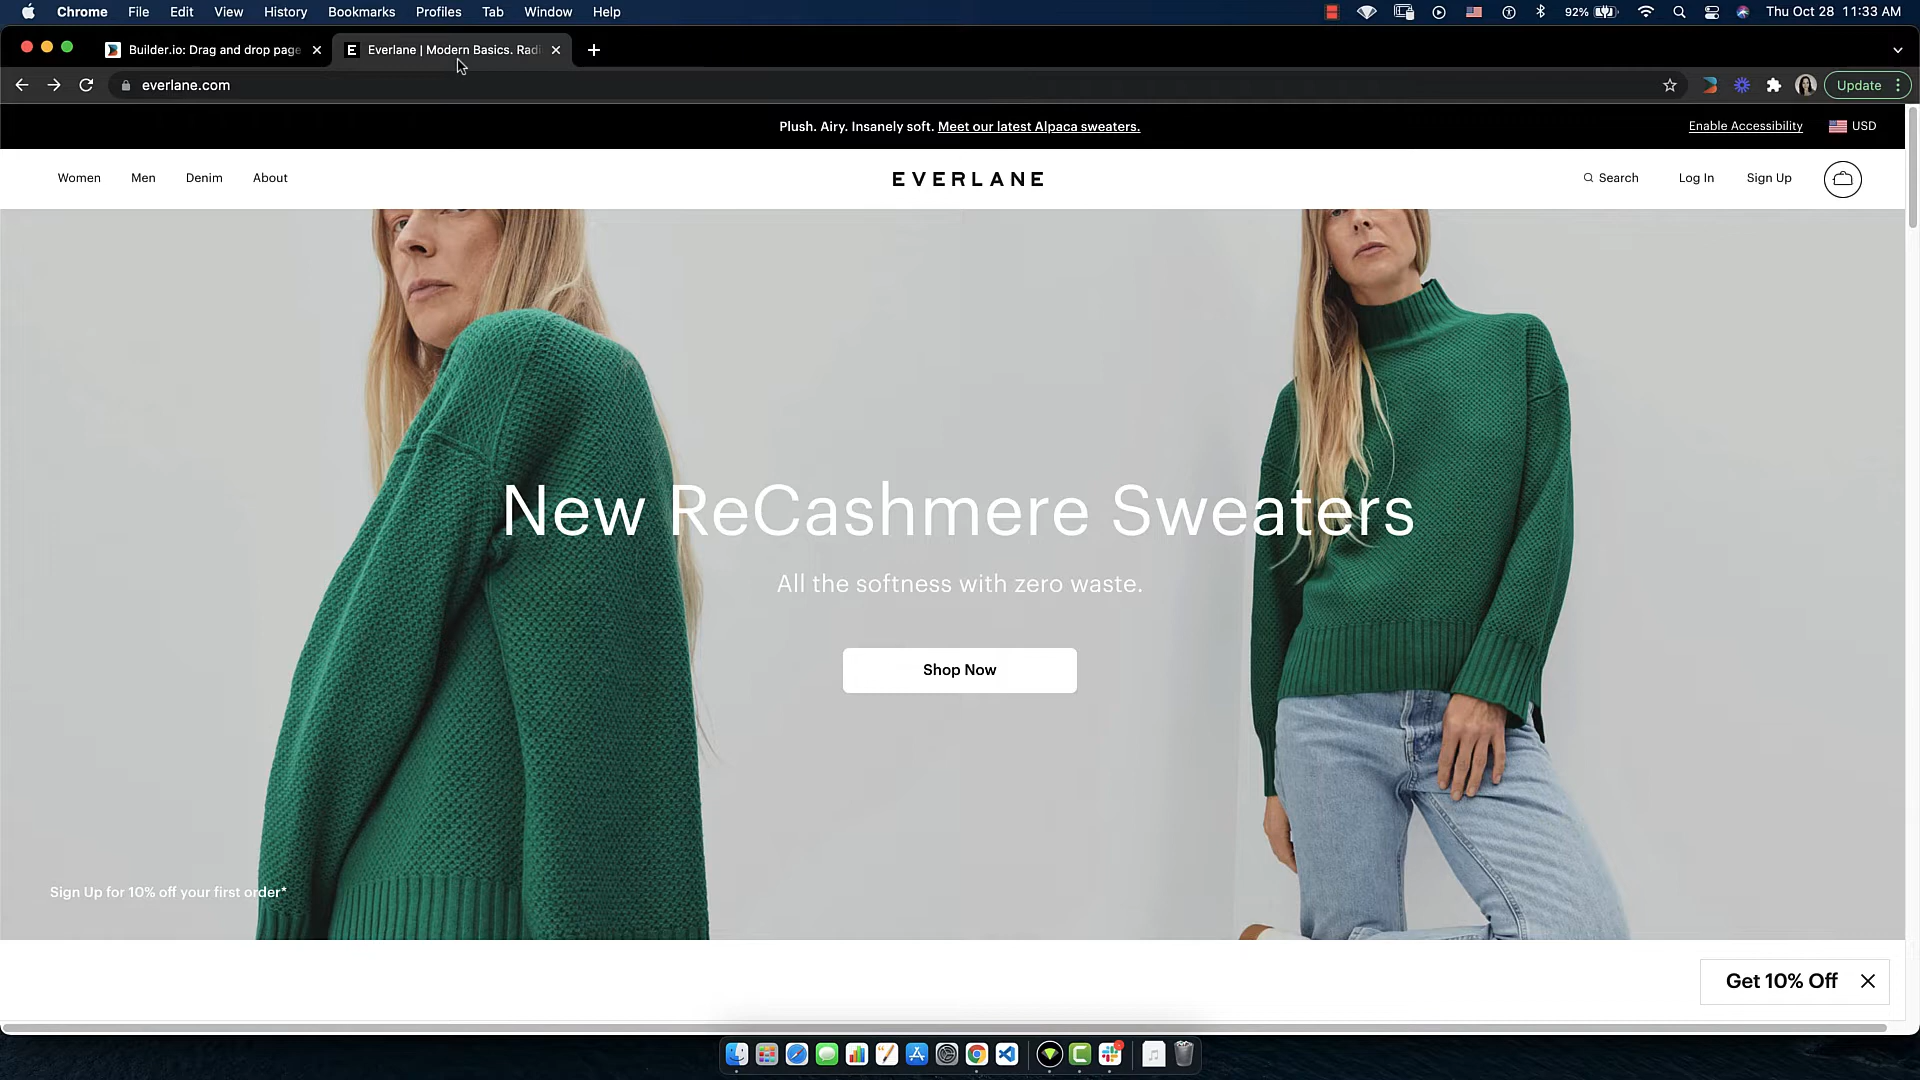 Chrome File Edit View History Bookmarks Profiles Tab Window Help 92% Thu Oct 28 11:33 AM
Builder.io: Drag and drop page Everlane | Modern Basics. Radi
everlane.com Update
Plush. Airy. Insanely soft. Meet our latest Alpaca sweaters. Enable Accessibility USD
Women Men Denim About EVERLANE Search Log In Sign Up
New ReCashmere Sweaters
All the softness with zero waste.
Shop Now
Sign Up for 10% off your first order*
Get 10% Off